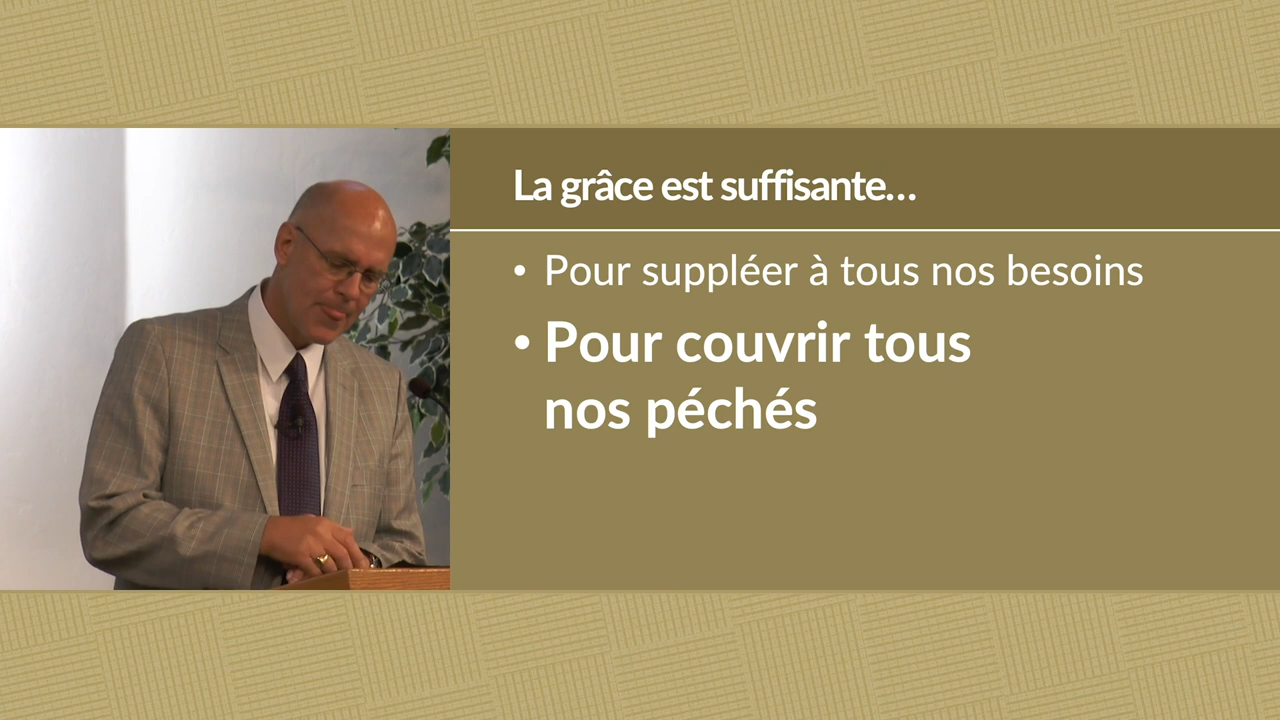 La grâce est suffisante...
• Pour suppléer à tous nos besoins
• Pour couvrir tous
nos péchés